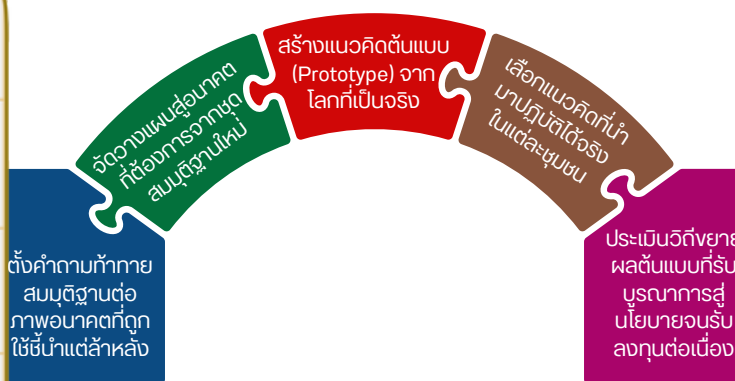 ตั้งคำถามท้าทาย
สมมุติฐานต่อ
ภาพอนาคตที่ถูก
ใช้ชี้นำแต่ล้าหลัง
จัดวางแผนสู่อนาคต
ที่ต้องการจากชุด
สมมุติฐานใหม่
สร้างแนวคิดต้นแบบ
(Prototype) จาก
โลกที่เป็นจริง
เลือกแนวคิดที่นำ
มาปฏิบัติได้จริง
ในแต่ละชุมชน
ประเมินวิถีขยาย
ผลต้นแบบที่รับ
บูรณาการสู่
นโยบายจนรับ
ลงทุนต่อเนื่อง